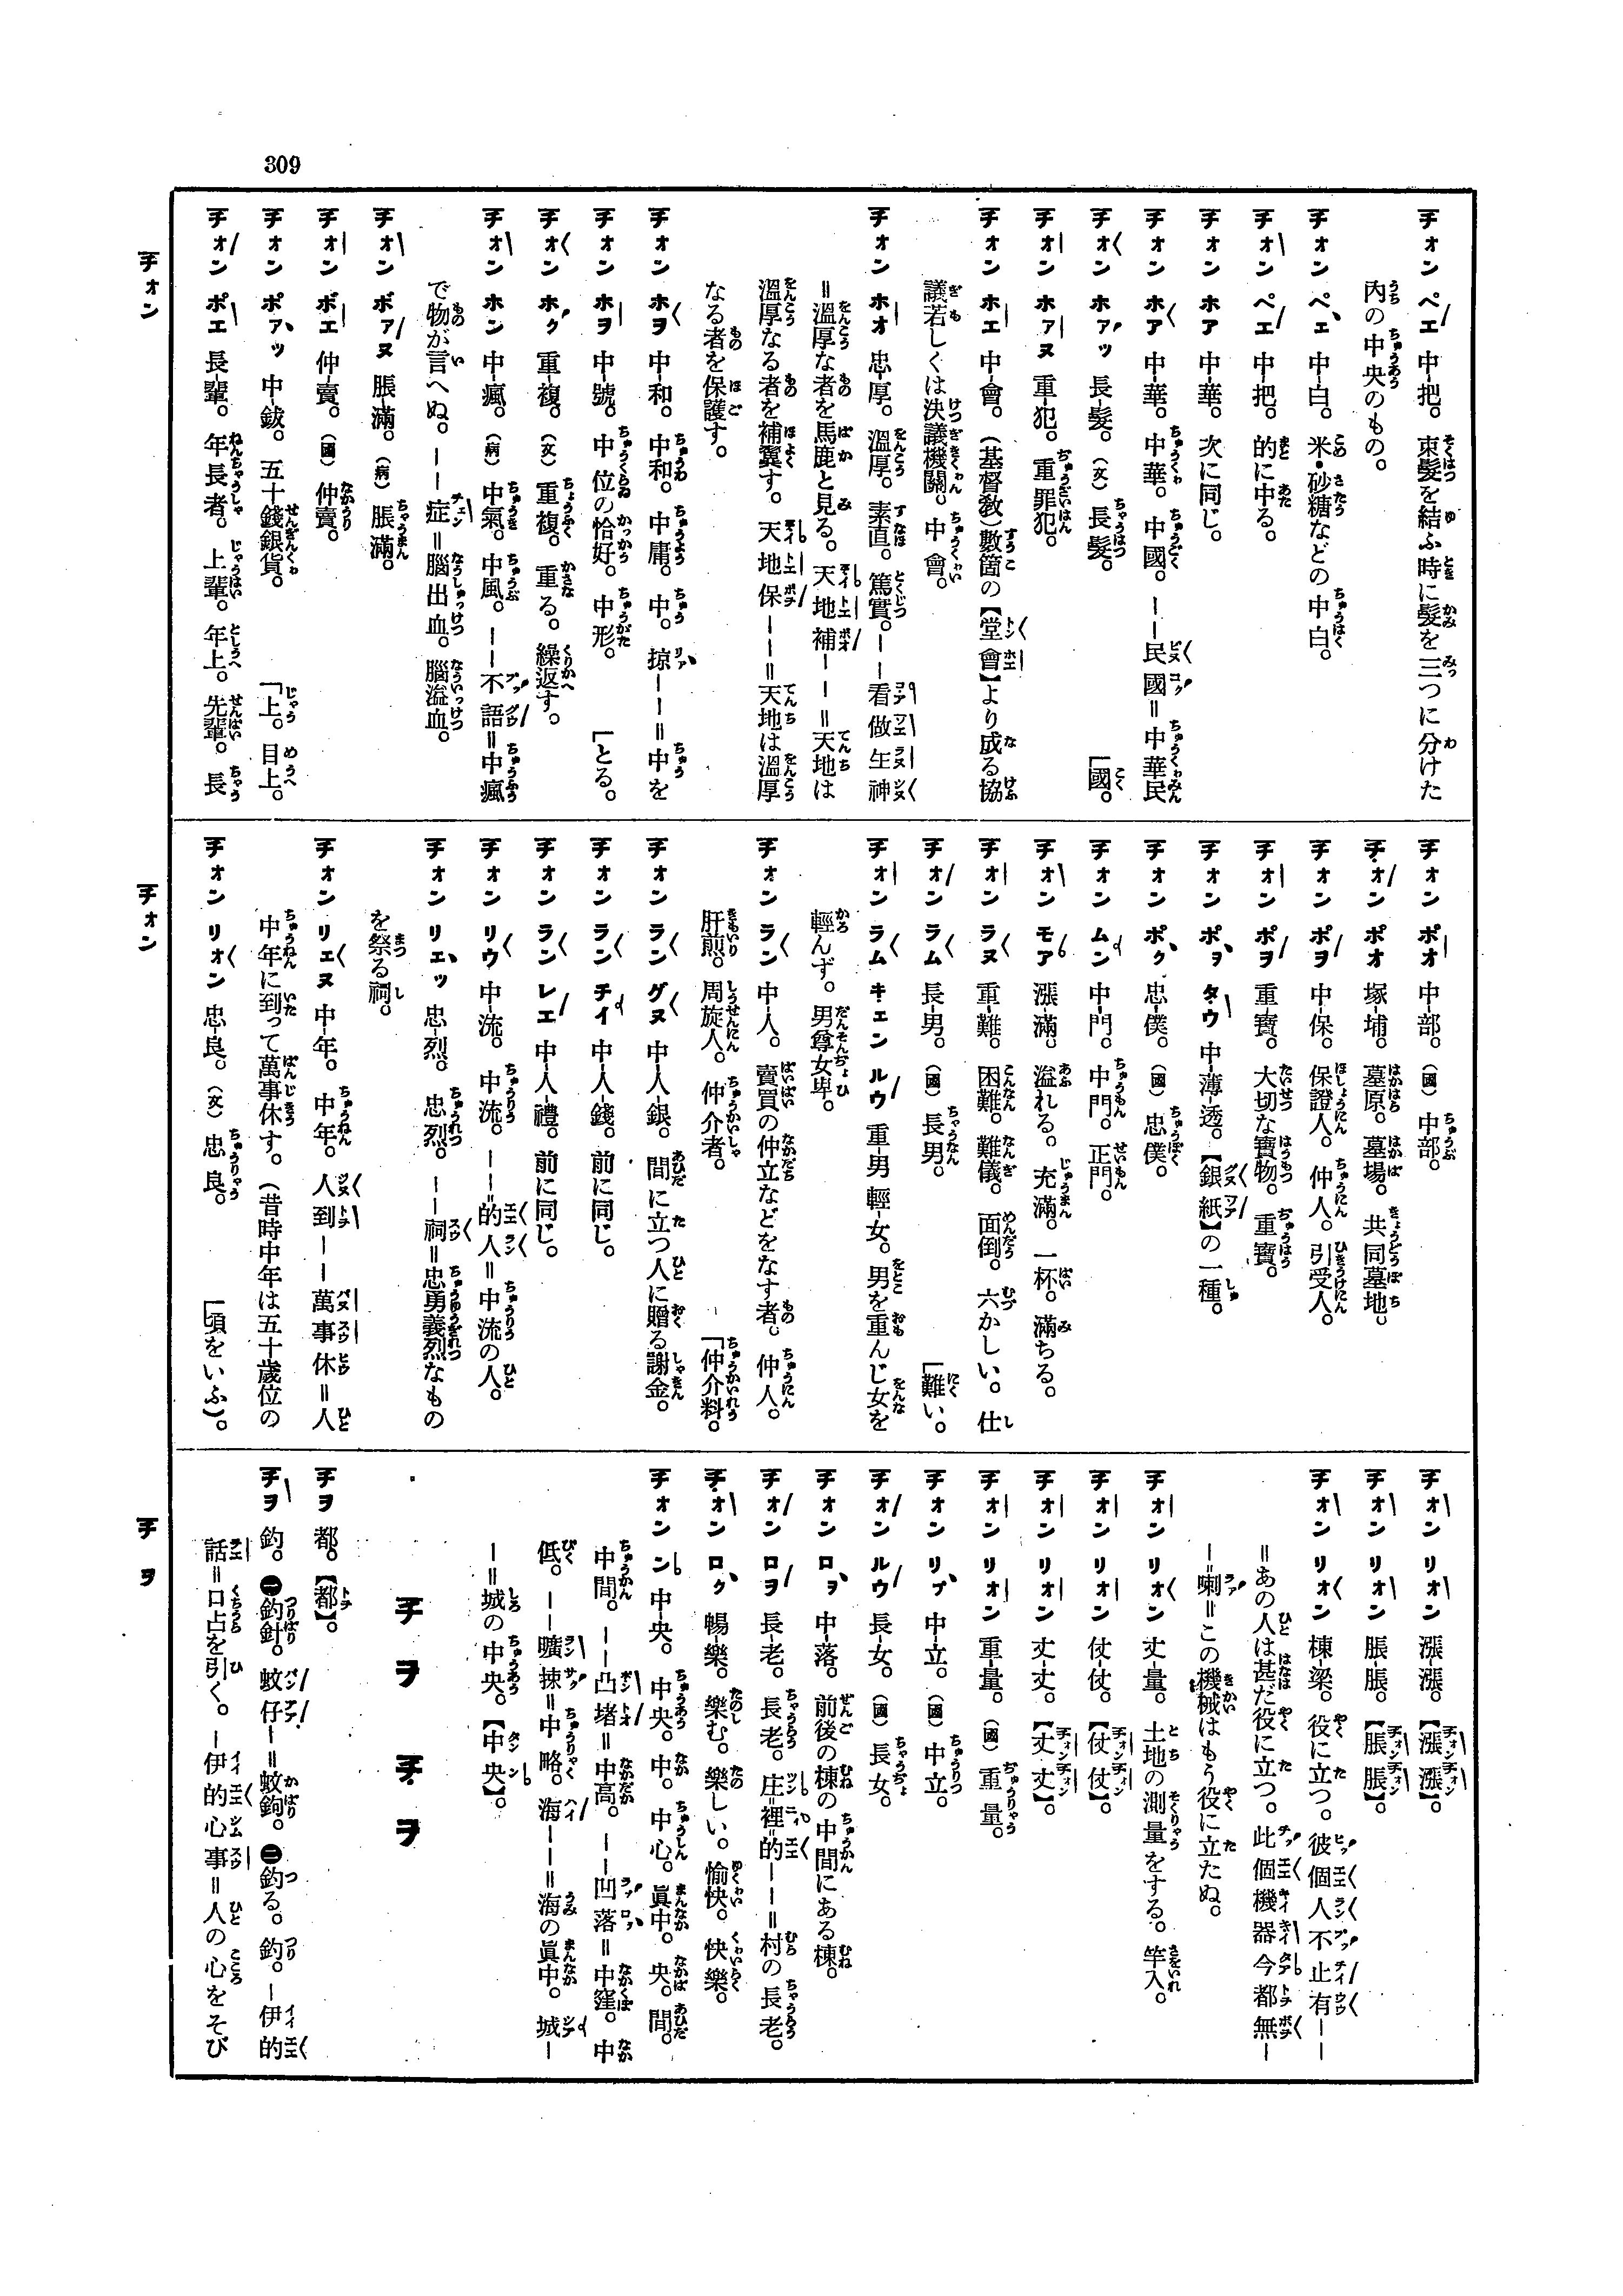 309
チオン ペエ 中-把。束髮を結ふ時に髮を三つに分けた
內の中央のもの。
チオン ペエ 中-白。米•砂糖などの中白。
チオン ペエ 中-把。的に中る。
チオン ホア 中-華。次に同じ。
チオン ホア 中-華。中華。中國。――民國＝中華民
チオン ホァッ 長-髮。（文）長髮。 「國。
チオン ホァヌ 重-犯。重罪犯。
チオン ホエ 中-會。（基督敎）數箇の【堂會】より成る協
議若しくは決議機關。中會。
チオン ホオ 忠-厚。溫厚。素直。篤實。――看做生神
＝溫厚な者を馬鹿と見る。天地補――＝天地は
溫厚なる者を補翼す。天地保――＝天地は溫厚
なる者を保護す。
チオン ホヲ 中-和。中和。中庸。中。掠――＝中を
チオン ホヲ 中-號。中位の恰好。中形。 「とる。
チオン ホク 重-複。（文）重複。重る。繰返す。
チオン ホン 中-瘋。（病）中氣。中風。――不語＝中瘋
で物が言へぬ。――症＝腦出血。腦溢血。
チオン ボァヌ 脹-滿。（病）脹滿。
チオン ボエ 仲-賣。（國）仲賣。
チオン ポァッ 中-鈸。五十錢銀貨。 「上。目上。
チオン ポエ 長-輩。年長者。上輩。年上。先輩。長
チオン ポオ 中-部。（國）中部。
チオン ポオ 塚-埔。墓原。墓場。共同墓地。
チオン ポヲ 中-保。保證人。仲人。引受人。
チオン ポヲ 重-寶。大切な寶物。重寶。
チオン ポヲ タウ 中-薄-透。【銀紙】の一種。
チオン ポク 忠-僕。（國）忠僕。
チオン ムン 中-門。中門。正門。
チオン モア 漲-滿。溢れる。充滿。一杯。滿ちる。
チオン ラヌ 重-難。困難。難儀。面倒。六かしい。仕
チオン ラム 長-男。（國）長男。 「難い。
チオン ラム キエン ルウ 重-男 輕-女。男を重んじ女を
輕んず。男尊女卑。
チオン ラン 中-人。賣買の仲立などをなす者。仲人。
肝煎。周旋人。仲介者。 「仲介料。
チオン ラン グヌ 中-人-銀。間に立つ人に贈る謝金。
チオン ラン チイ 中-人-錢。前に同じ。
チオン ラン レエ 中-人-禮。前に同じ。
チオン リウ 中-流。中流。――的人＝中流の人。
チオン リエッ 忠-烈。忠烈。――祠＝忠勇義烈なもの
を祭る祠。
チオン リエヌ 中-年。中年。人到――萬事休＝人
中年に到って萬事休す。（昔時中年は五十歲位の
チオン リオン 忠良。（文）忠良。 「頃をいふ）。
チオン リオン 漲漲。【漲漲】。
チオン リオン 脹-脹。【脹脹】。
チオン リオン 棟-梁。役に立つ。彼個人不止有――
＝あの人は甚だ役に立つ。此個機器今都無―
―喇＝この機械はもう役に立たぬ。
チオン リオン 丈-量。土地の測量をする。竿入。
チオン リオン 仗-仗。【仗仗】。
チオン リオン 丈-丈。【丈丈】。
チオン リオン 重-量。（國）重量。
チオン リプ 中-立。（國）中立。
チオン ルウ 長-女。（國）長女。
チオン ロヲ 中-落。前後の棟の中間にある棟。
チオン ロヲ 長-老。長老。庄裡的――＝村の長老。
チオン ロク 暢-樂。樂む。樂しい。愉快。快樂。
チオン ン 中-央。中央。中。中心。眞中。央。間。
中間。――凸堵＝中高。――凹落＝中窪。中
低。――曠捒＝中略。海――＝海の眞中。城―
―＝城の中央。【中央】。
チヲ チヲ
チヲ 都。【都】。
チヲ 釣。㊀釣針。蚊仔―＝蚊鉤。㊁釣る。釣。―伊的
話＝口占を引く。―伊的心事＝人の心をそび
チオン
チオン
チヲ